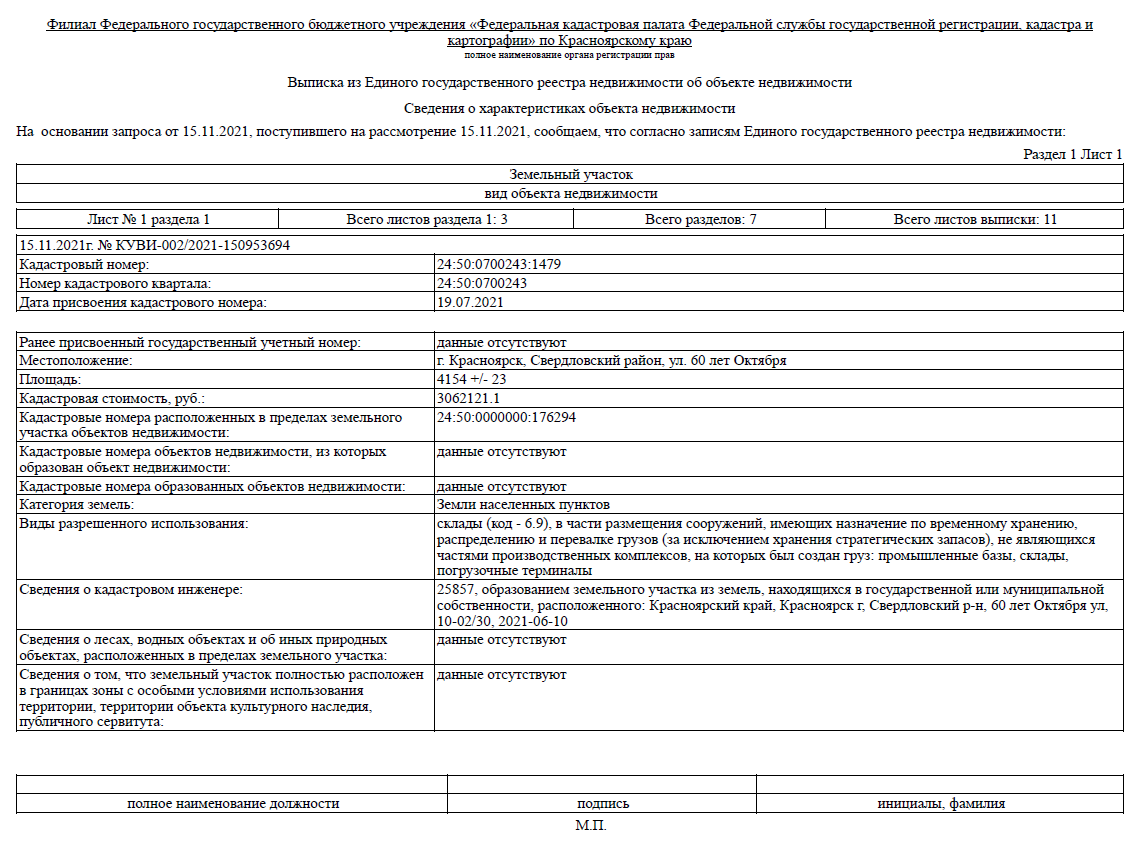 Филиал Федерального государственного бюджетного учреждения «Федеральная кадастровая палата Федеральной службы государственной регистрации, кадастра и
картографии» по Красноярскому краю
полное наименование органа регистрации прав
Выписка из Единого государственного реестра недвижимости об объекте недвижимости
Сведения о характеристиках объекта недвижимости
На основании запроса от 15.11.2021, поступившего на рассмотрение 15.11.2021, сообщаем, что согласно записям Единого государственного реестра недвижимости:
Раздел 1 Лист 1
Земельный участок
вид объекта недвижимости
Лист № 1 раздела 1 Всего листов раздела 1: 3 Всего разделов: 7 Всего листов выписки: 11
15.11.2021г. № КУВИ-002/2021-150953694
Кадастровый номер: 24:50:0700243:1479
Номер кадастрового квартала: 24:50:0700243
Дата присвоения кадастрового номера: 19.07.2021
Ранее присвоенный государственный учетный номер: данные отсутствуют
Местоположение: г. Красноярск, Свердловский район, ул. 60 лет Октября
Площадь: 4154 +/- 23
Кадастровая стоимость, руб.: 3062121.1
Кадастровые номера расположенных в пределах земельного 24:50:0000000:176294
участка объектов недвижимости:
Кадастровые номера объектов недвижимости, из которых данные отсутствуют
образован объект недвижимости:
Кадастровые номера образованных объектов недвижимости: данные отсутствуют
Категория земель: Земли населенных пунктов
Виды разрешенного использования: склады (код - 6.9), в части размещения сооружений, имеющих назначение по временному хранению,
распределению и перевалке грузов (за исключением хранения стратегических запасов), не являющихся
частями производственных комплексов, на которых был создан груз: промышленные базы, склады,
погрузочные терминалы
Сведения о кадастровом инженере: 25857, образованием земельного участка из земель, находящихся в государственной или муниципальной
собственности, расположенного: Красноярский край, Красноярск г, Свердловский р-н, 60 лет Октября ул,
10-02/30, 2021-06-10
Сведения о лесах, водных объектах и об иных природных данные отсутствуют
объектах, расположенных в пределах земельного участка:
Сведения о том, что земельный участок полностью расположен данные отсутствуют
в границах зоны с особыми условиями использования
территории, территории объекта культурного наследия,
публичного сервитута:
полное наименование должности подпись инициалы, фамилия
М.П.